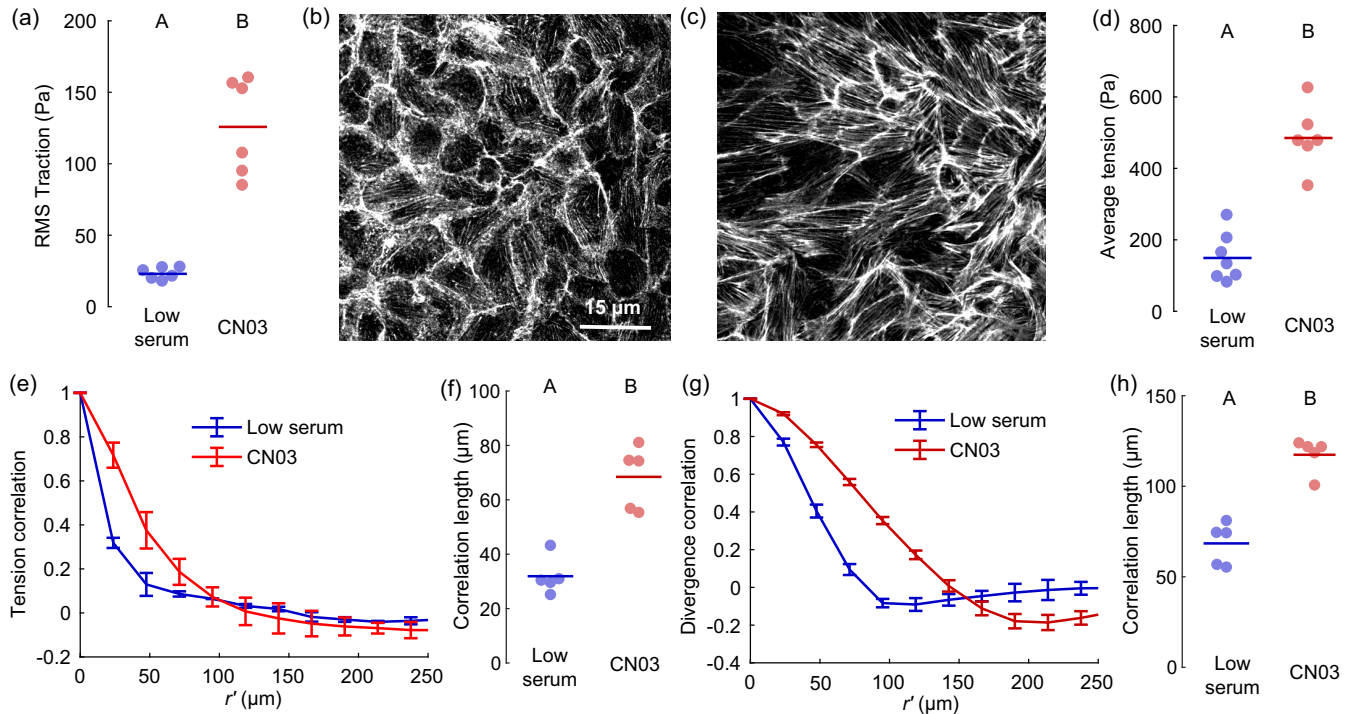 (a)
A
B
RMS Traction (Pa)
200
150
100
50
0
Low
serum
CN03
(b)
15 µm
(c)
(d)
A
B
Average tension (Pa)
800
600
400
200
0
Low
serum
CN03
(e)
Tension correlation
1
0.8
0.6
0.4
0.2
0
-0.2
Low serum
CN03
0
50
100
150
200
250
r' (µm)
(f)
A
B
Correlation length (µm)
100
80
60
40
20
0
Low
serum
CN03
(g)
Divergence correlation
1
0.8
0.6
0.4
0.2
0
-0.2
-0.4
Low serum
CN03
0
50
100
150
200
250
r' (µm)
(h)
A
B
Correlation length (µm)
150
100
50
0
Low
serum
CN03